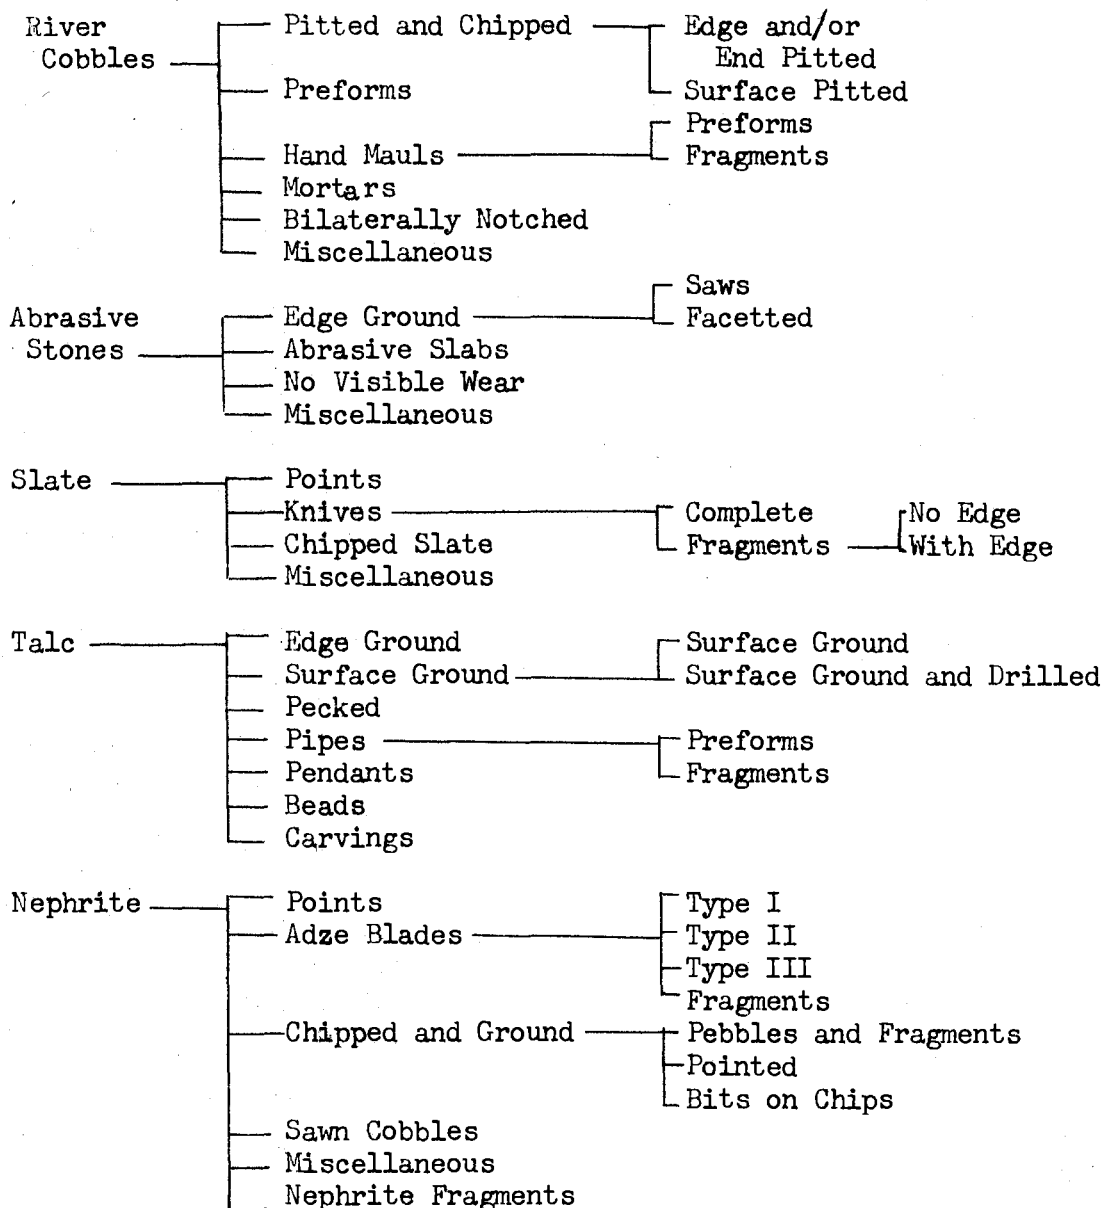 River Pitted and Chipped Edge and/or
Cobbles End Pitted
Preforms Surface Pitted
Preforms
Hand Mauls Fragments
Mortars
Bilaterally Notched
Miscellaneous
Saws
Abrasive Edge Ground Facetted
Stones Abrasive Slabs
No Visible Wear
Miscellaneous
Slate Points
Knives Complete No Edge
Chipped Slate Fragments With Edge
Miscellaneous
Talc Edge Ground Surface Ground
Surface Ground Surface Ground and Drilled
Pecked
Pipes Preforms
Pendants Fragments
Beads
Carvings
Nephrite Points Type I
Adze Blades Type II
Type III
Fragments
Chipped and Ground Pebbles and Fragments
Pointed
Bits on Chips
Sawn Cobbles
Miscellaneous
Nephrite Fragments